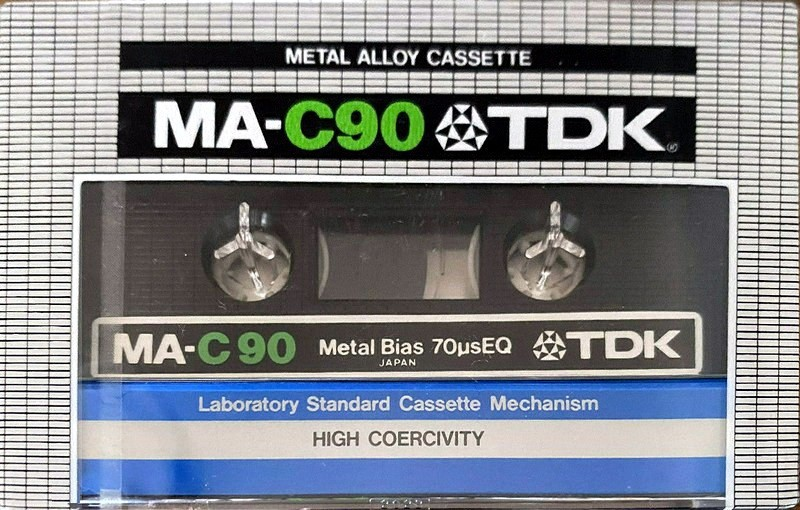 METAL ALLOY CASSETTE
MA-C90 TDK®
MA-C90 Metal Bias 70µsEQ TDK
JAPAN
Laboratory Standard Cassette Mechanism
HIGH COERCIVITY